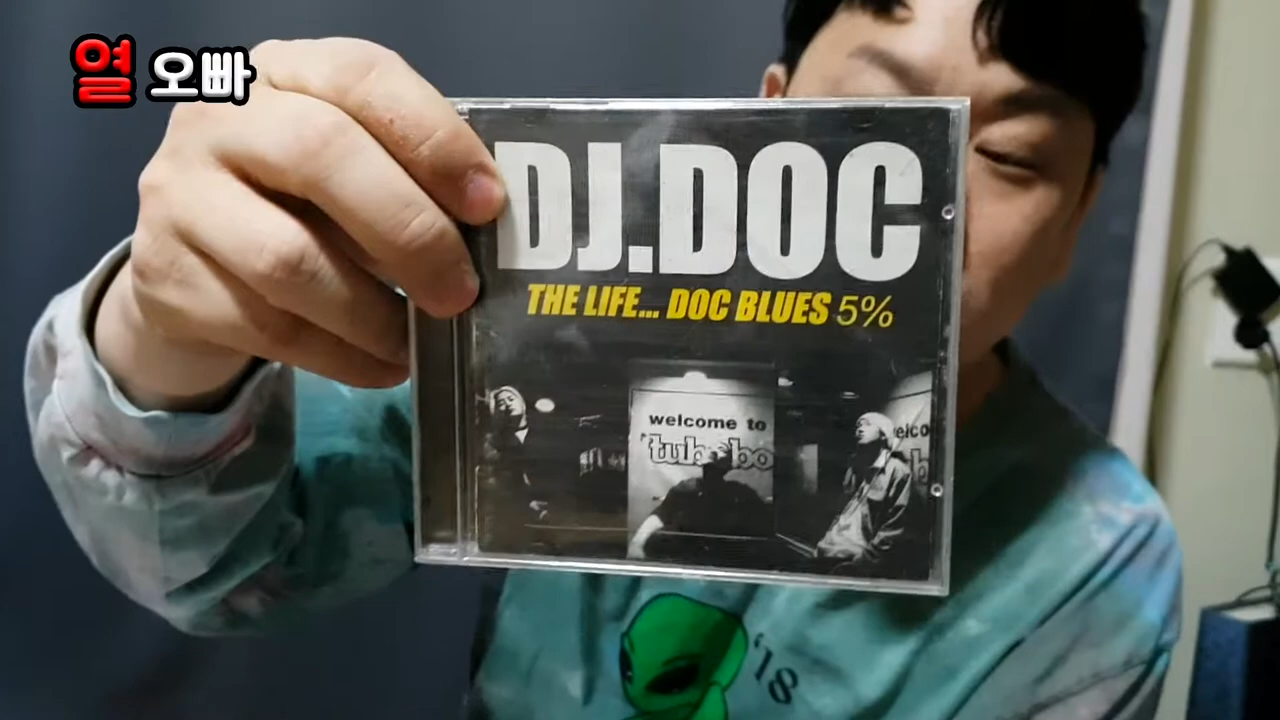 열 오빠
DJ.DOC
THE LIFE... DOC BLUES 5%
welcome to
'18